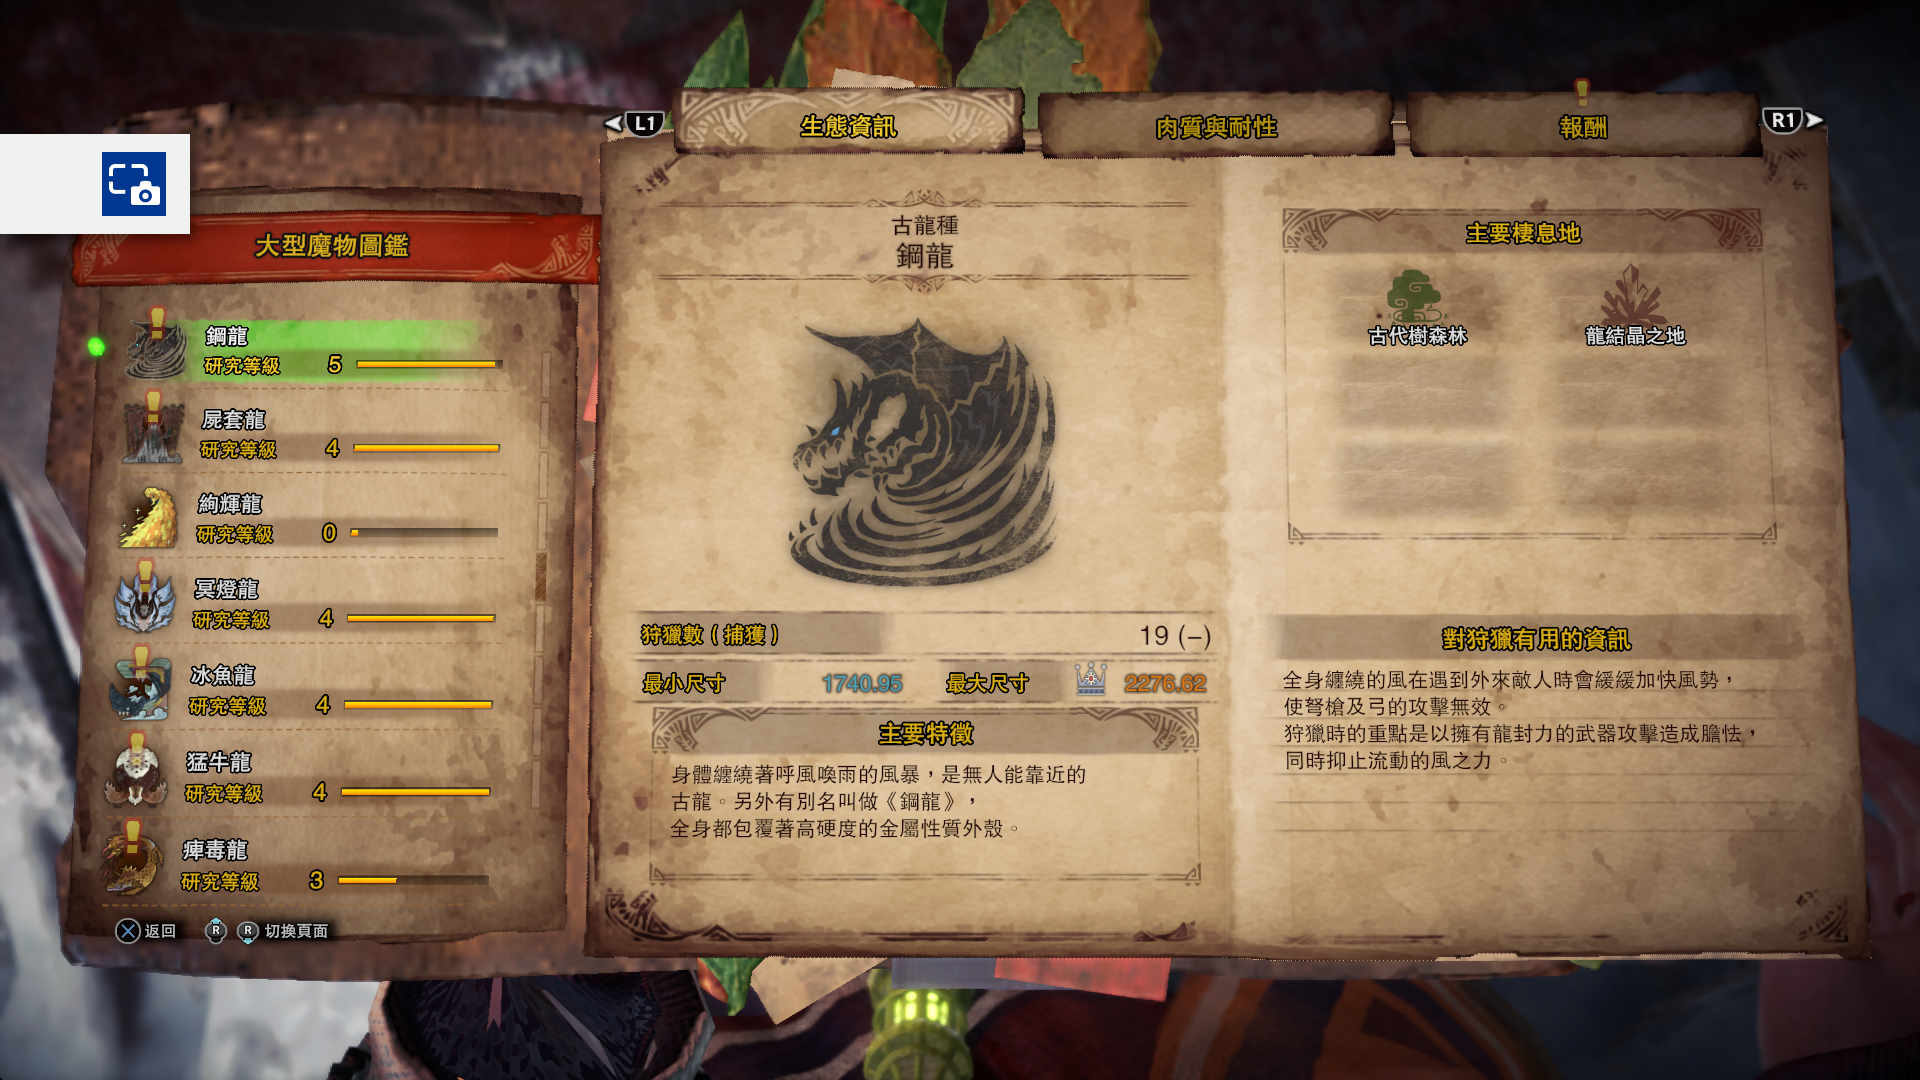 L1
生態資訊
肉質與耐性
報酬
R1
大型魔物圖鑑
鋼龍
研究等級 5
屍套龍
研究等級 4
絢輝龍
研究等級 0
冥燈龍
研究等級 4
冰魚龍
研究等級 4
猛牛龍
研究等級 4
痺毒龍
研究等級 3
返回 R R 切換頁面
古龍種
鋼龍
狩獵數(捕獲) 19 (–)
最小尺寸 1740.95 最大尺寸 2276.62
主要特徵
身體纏繞著呼風喚雨的風暴，是無人能靠近的
古龍。另外有別名叫做《鋼龍》，
全身都包覆著高硬度的金屬性質外殼。
主要棲息地
古代樹森林 龍結晶之地
對狩獵有用的資訊
全身纏繞的風在遇到外來敵人時會緩緩加快風勢，
使弩槍及弓的攻擊無效。
狩獵時的重點是以擁有龍封力的武器攻擊造成膽怯，
同時抑止流動的風之力。